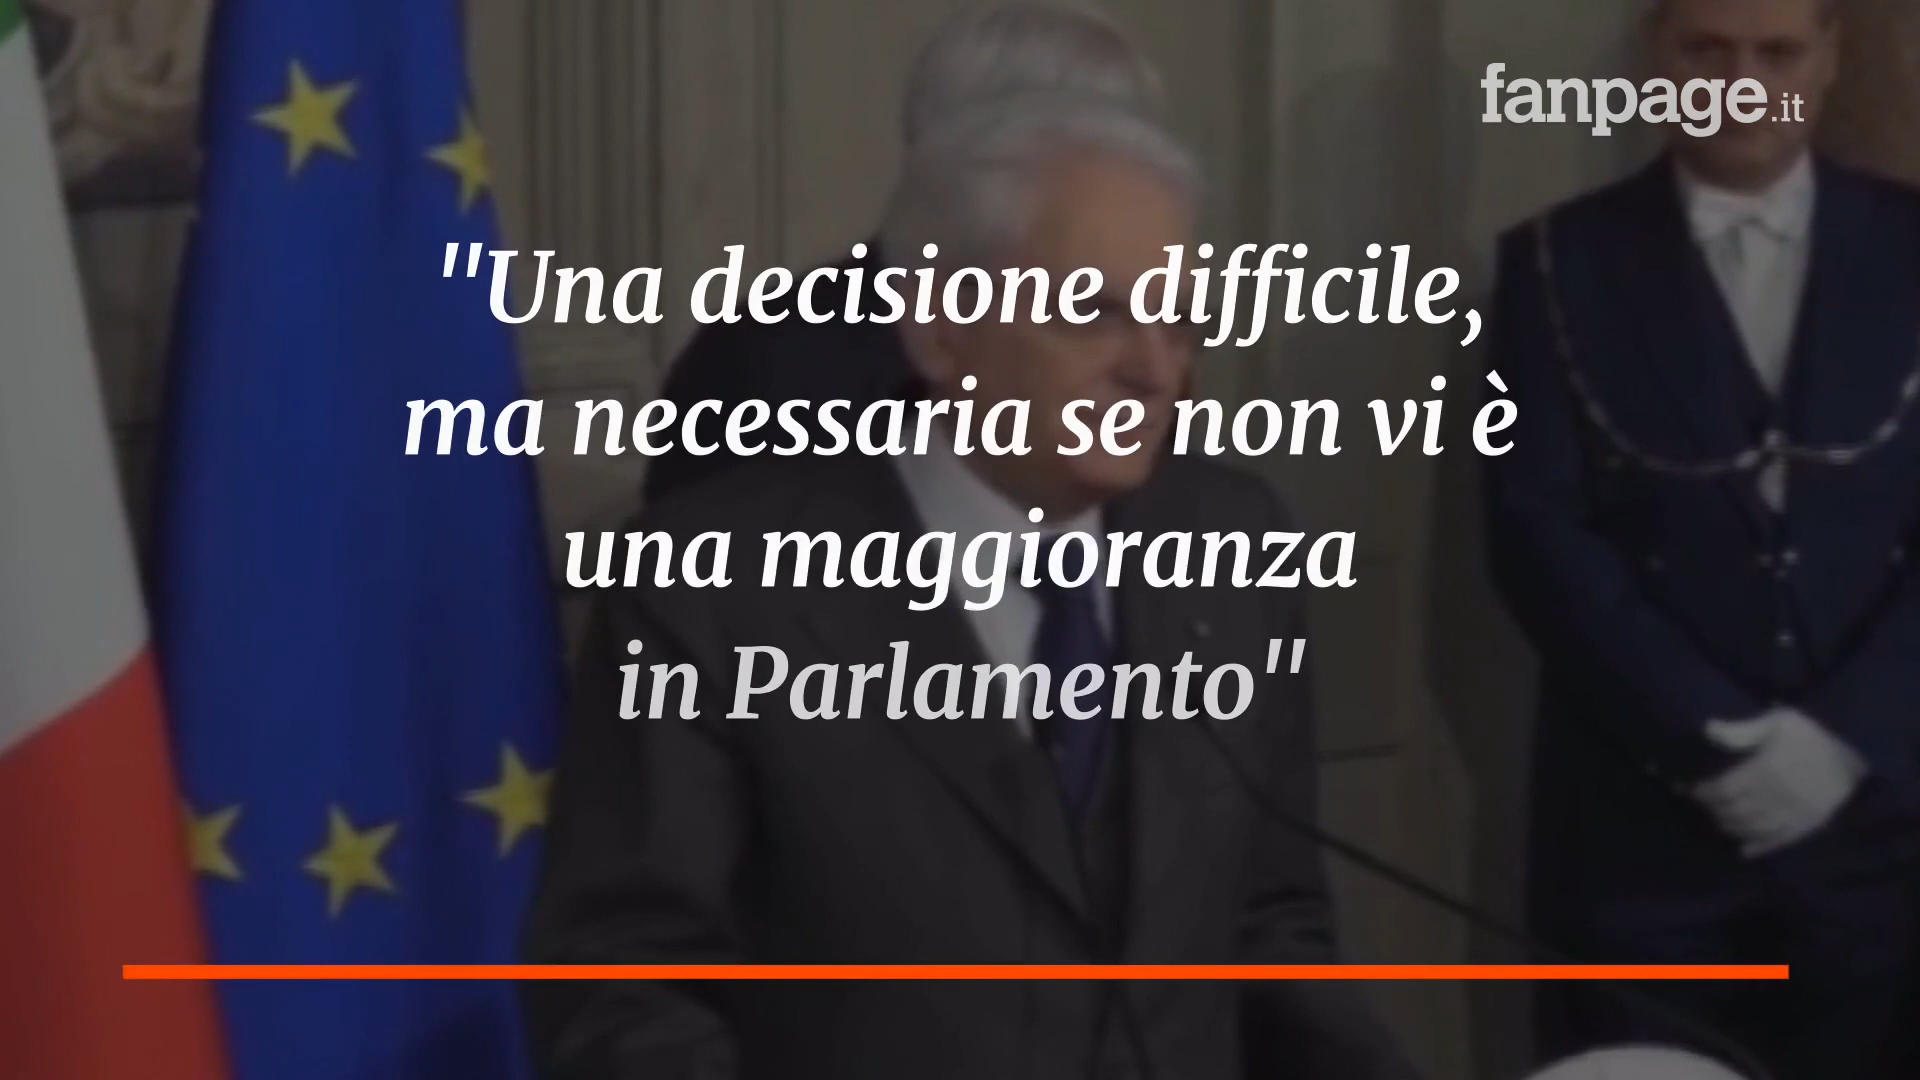 fanpage.it
"Una decisione difficile,
ma necessaria se non vi è
una maggioranza
in Parlamento"